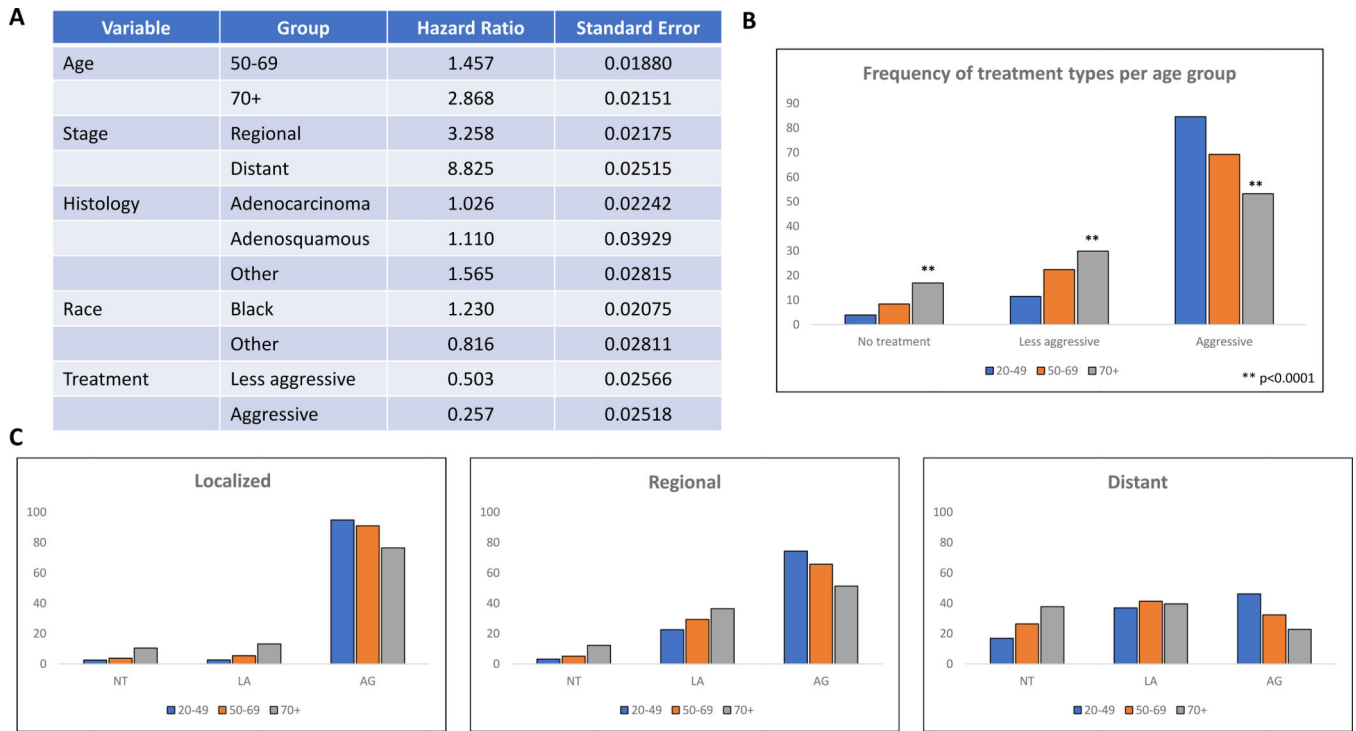 A
Variable Group Hazard Ratio Standard Error
Age 50-69 1.457 0.01880
70+ 2.868 0.02151
Stage Regional 3.258 0.02175
Distant 8.825 0.02515
Histology Adenocarcinoma 1.026 0.02242
Adenosquamous 1.110 0.03929
Other 1.565 0.02815
Race Black 1.230 0.02075
Other 0.816 0.02811
Treatment Less aggressive 0.503 0.02566
Aggressive 0.257 0.02518
B
Frequency of treatment types per age group
90
80
70
60
50
40
30
20
10
0
**
**
**
No treatment Less aggressive Aggressive
20-49 50-69 70+
** p<0.0001
C
Localized
100
80
60
40
20
0
NT LA AG
20-49 50-69 70+
Regional
100
80
60
40
20
0
NT LA AG
20-49 50-69 70+
Distant
100
80
60
40
20
0
NT LA AG
20-49 50-69 70+